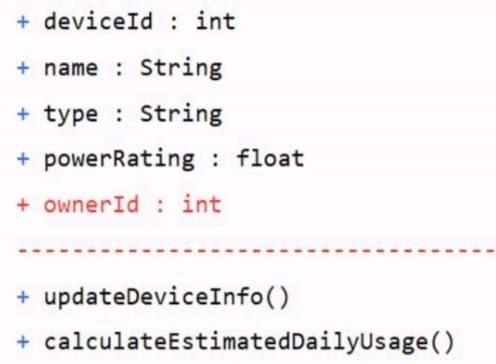 + deviceId : int
+ name : String
+ type : String
+ powerRating : float
+ ownerId : int
-----------------------------------
+ updateDeviceInfo()
+ calculateEstimatedDailyUsage()